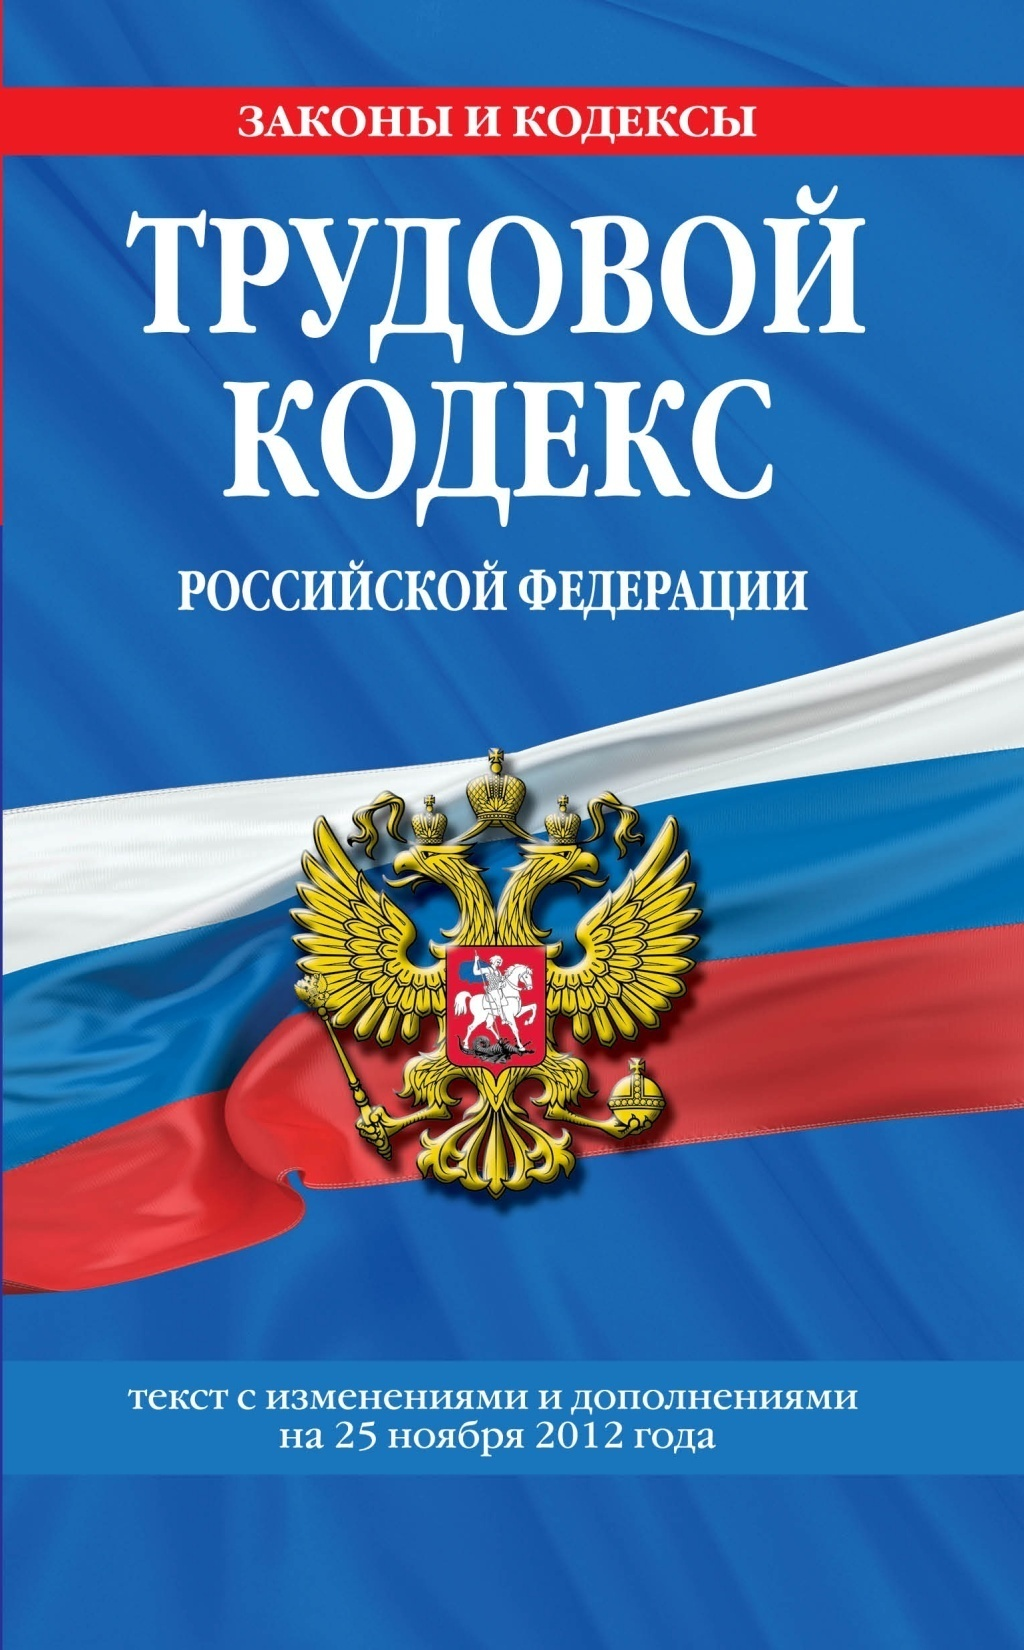 ЗАКОНЫ И КОДЕКСЫ
ТРУДОВОЙ
КОДЕКС
РОССИЙСКОЙ ФЕДЕРАЦИИ
текст с изменениями и дополнениями
на 25 ноября 2012 года